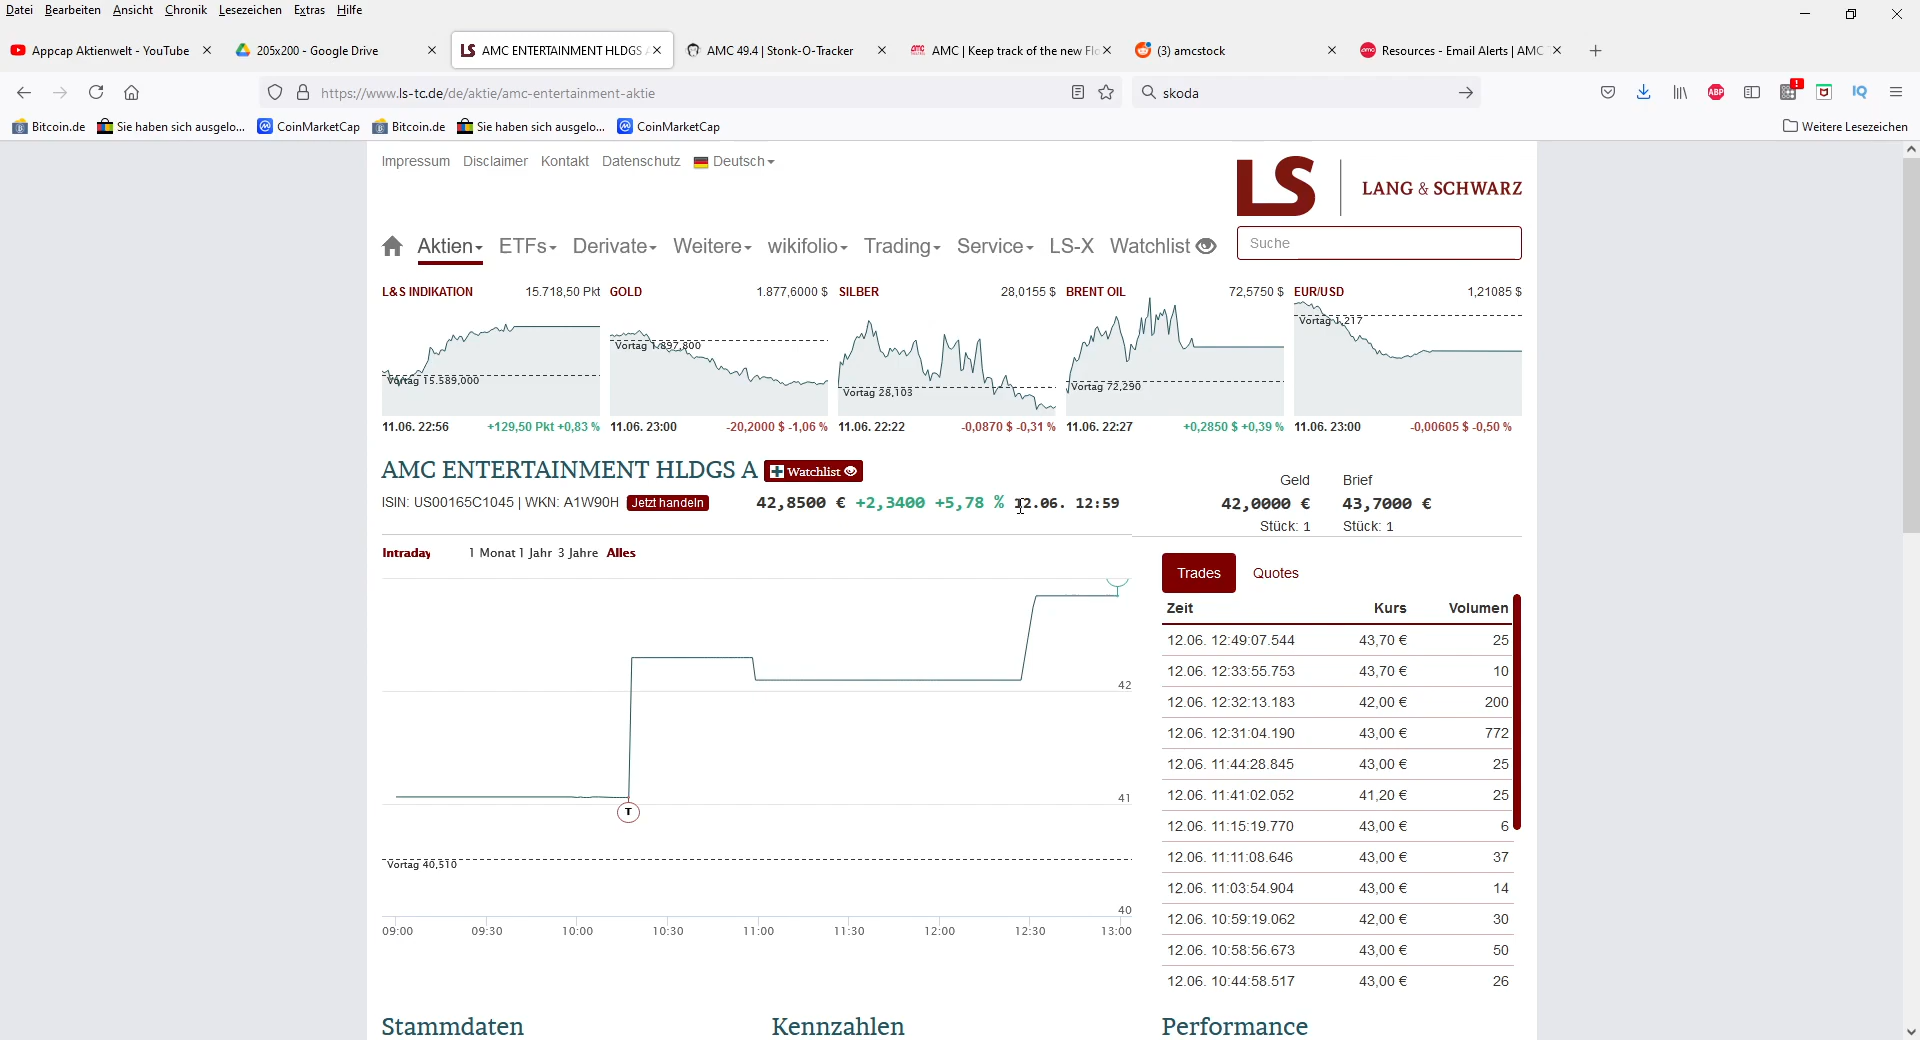 Datei Bearbeiten Ansicht Chronik Lesezeichen Extras Hilfe
Appcap Aktienwelt - YouTube
205x200 - Google Drive
AMC ENTERTAINMENT HLDGS
AMC 49.4 | Stonk-O-Tracker
AMC | Keep track of the new Flo
(3) amcstock
Resources - Email Alerts | AMC
https://www.ls-tc.de/de/aktie/amc-entertainment-aktie
skoda
ABP
IQ
Bitcoin.de Sie haben sich ausgelo... CoinMarketCap Bitcoin.de Sie haben sich ausgelo... CoinMarketCap Weitere Lesezeichen
Impressum Disclaimer Kontakt Datenschutz Deutsch
LS LANG & SCHWARZ
Aktien ETFs Derivate Weitere wikifolio Trading Service LS-X Watchlist
Suche
L&S INDIKATION 15.718,50 Pkt GOLD 1.877,6000 $ SILBER 28,0155 $ BRENT OIL 72,5750 $ EUR/USD 1,21085 $
Vortag 15.589,000
Vortag 1.897,800
Vortag 28,103
Vortag 72,290
Vortag 1,217
11.06. 22:56 +129,50 Pkt +0,83 % 11.06. 23:00 -20,2000 $ -1,06 % 11.06. 22:22 -0,0870 $ -0,31 % 11.06. 22:27 +0,2850 $ +0,39 % 11.06. 23:00 -0,00605 $ -0,50 %
AMC ENTERTAINMENT HLDGS A Watchlist
ISIN: US00165C1045 | WKN: A1W90H Jetzt handeln 42,8500 € +2,3400 +5,78 % 12.06. 12:59
Geld Brief
42,0000 € 43,7000 €
Stück: 1 Stück: 1
Intraday 1 Monat 1 Jahr 3 Jahre Alles
42
41
40
T
Vortag 40,510
09:00 09:30 10:00 10:30 11:00 11:30 12:00 12:30 13:00
Trades Quotes
Zeit Kurs Volumen
12.06. 12:49:07.544 43,70 € 25
12.06. 12:33:55.753 43,70 € 10
12.06. 12:32:13.183 42,00 € 200
12.06. 12:31:04.190 43,00 € 772
12.06. 11:44:28.845 43,00 € 25
12.06. 11:41:02.052 41,20 € 25
12.06. 11:15:19.770 43,00 € 6
12.06. 11:11:08.646 43,00 € 37
12.06. 11:03:54.904 43,00 € 14
12.06. 10:59:19.062 42,00 € 30
12.06. 10:58:56.673 43,00 € 50
12.06. 10:44:58.517 43,00 € 26
Stammdaten Kennzahlen Performance